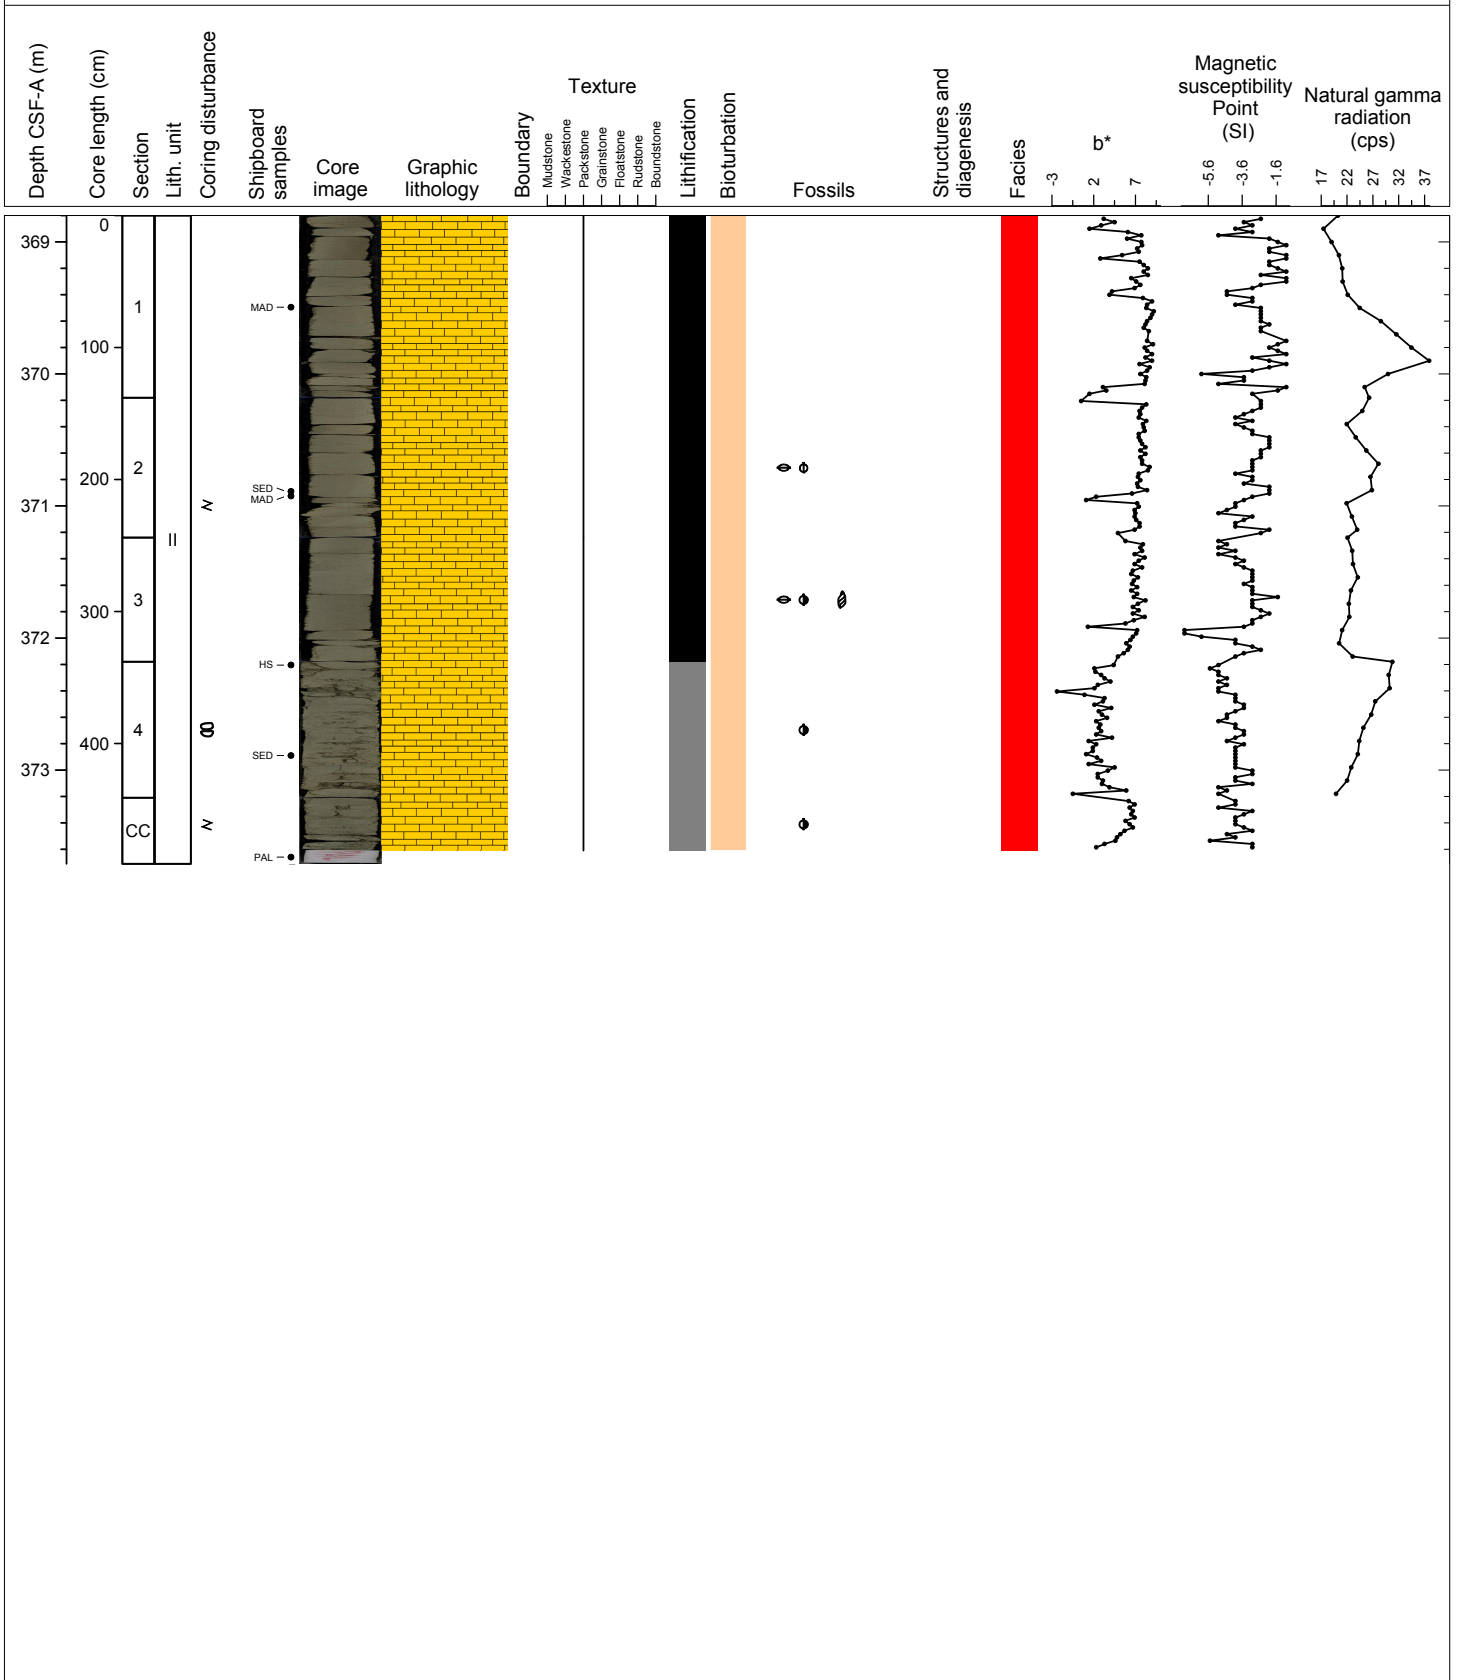 Depth CSF-A (m)
Core length (cm)
Section
Lith. unit
Coring disturbance
Shipboard
samples
Core
image
Graphic
lithology
Boundary
Texture
Mudstone
Wackestone
Packstone
Grainstone
Floatstone
Rudstone
Boundstone
Lithification
Bioturbation
Fossils
Structures and
diagenesis
Facies
b*
-3
2
7
Magnetic
susceptibility
Point
(SI)
-5.6
-3.6
-1.6
Natural gamma
radiation
(cps)
17
22
27
32
37
0
369
1
MAD
100
370
2
200
SED
MAD
371
II
3
300
372
HS
4
400
SED
373
CC
PAL